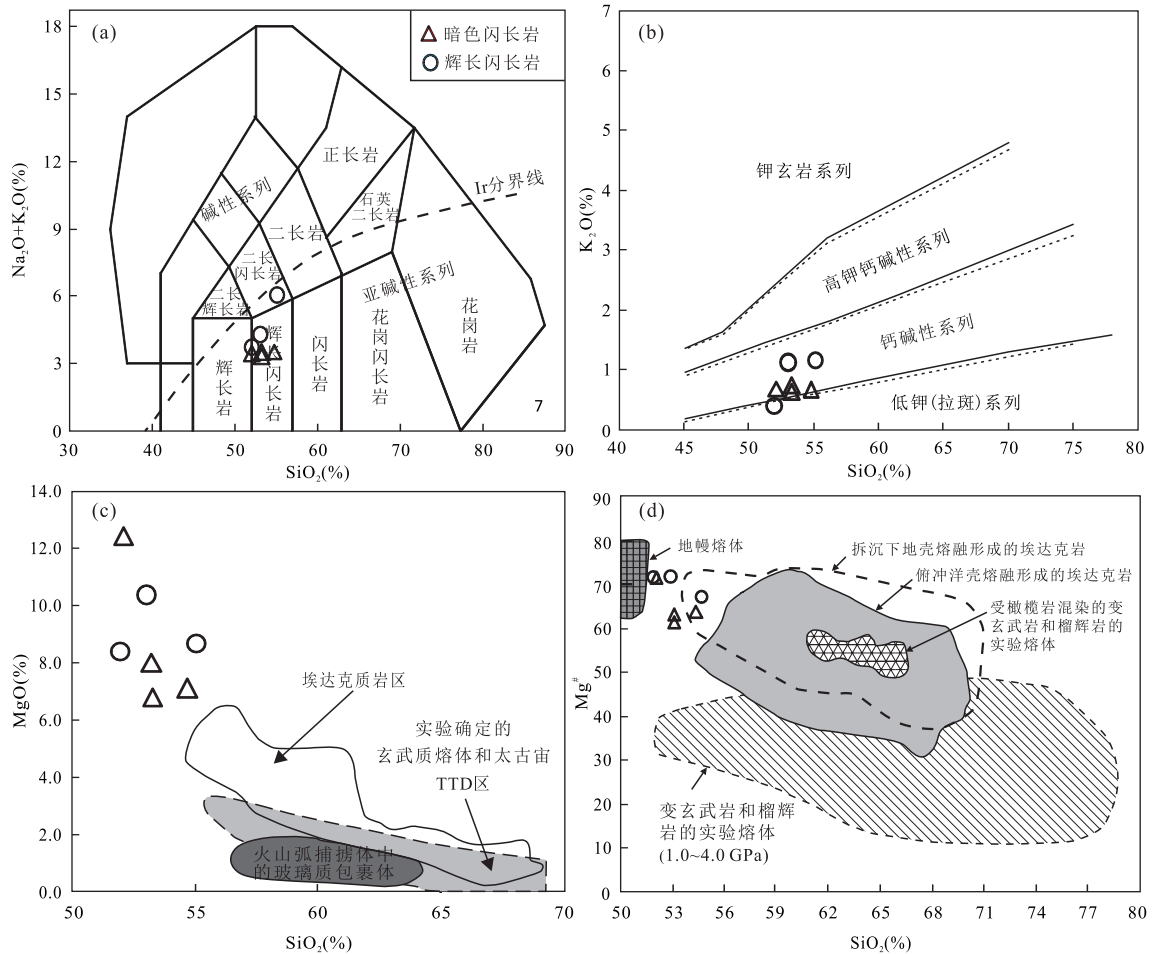 (a)
暗色闪长岩
辉长闪长岩
Na₂O+K₂O(%)
18
15
12
9
6
3
0
30
40
50
60
70
80
90
SiO₂(%)
正长岩
Ir分界线
碱性系列
石英
二长岩
二长岩
二长
闪长岩
亚碱性系列
二长
辉长岩
辉长岩
辉长闪长岩
闪长岩
花岗闪长岩
花岗岩
7
(b)
K₂O(%)
7
6
5
4
3
2
1
0
40
45
50
55
60
65
70
75
80
SiO₂(%)
钾玄岩系列
高钾钙碱性系列
钙碱性系列
低钾(拉斑)系列
(c)
MgO(%)
14.0
12.0
10.0
8.0
6.0
4.0
2.0
0.0
50
55
60
65
70
SiO₂(%)
埃达克质岩区
实验确定的
玄武质熔体和太古宙
TTD区
火山弧捕掳体中
的玻璃质包裹体
(d)
Mg#
90
80
70
60
50
40
30
20
10
0
50
53
56
59
62
65
68
71
77
80
SiO₂(%)
地幔熔体
拆沉下地壳熔融形成的埃达克岩
俯冲洋壳熔融形成的埃达克岩
受橄榄岩混染的变
玄武岩和榴辉岩的
实验熔体
变玄武岩和榴辉
岩的实验熔体
(1.0~4.0 GPa)